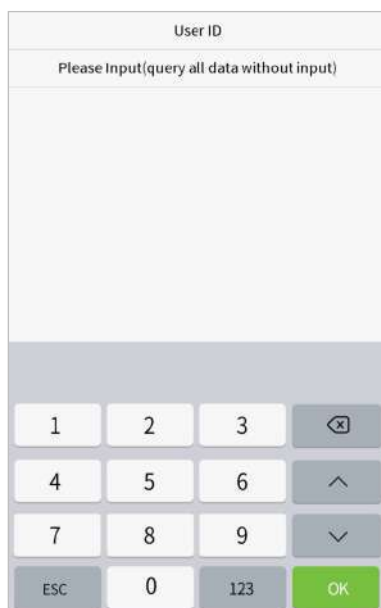 User ID
Please Input(query all data without input)
1 2 3
4 5 6
7 8 9
ESC 0 123 OK